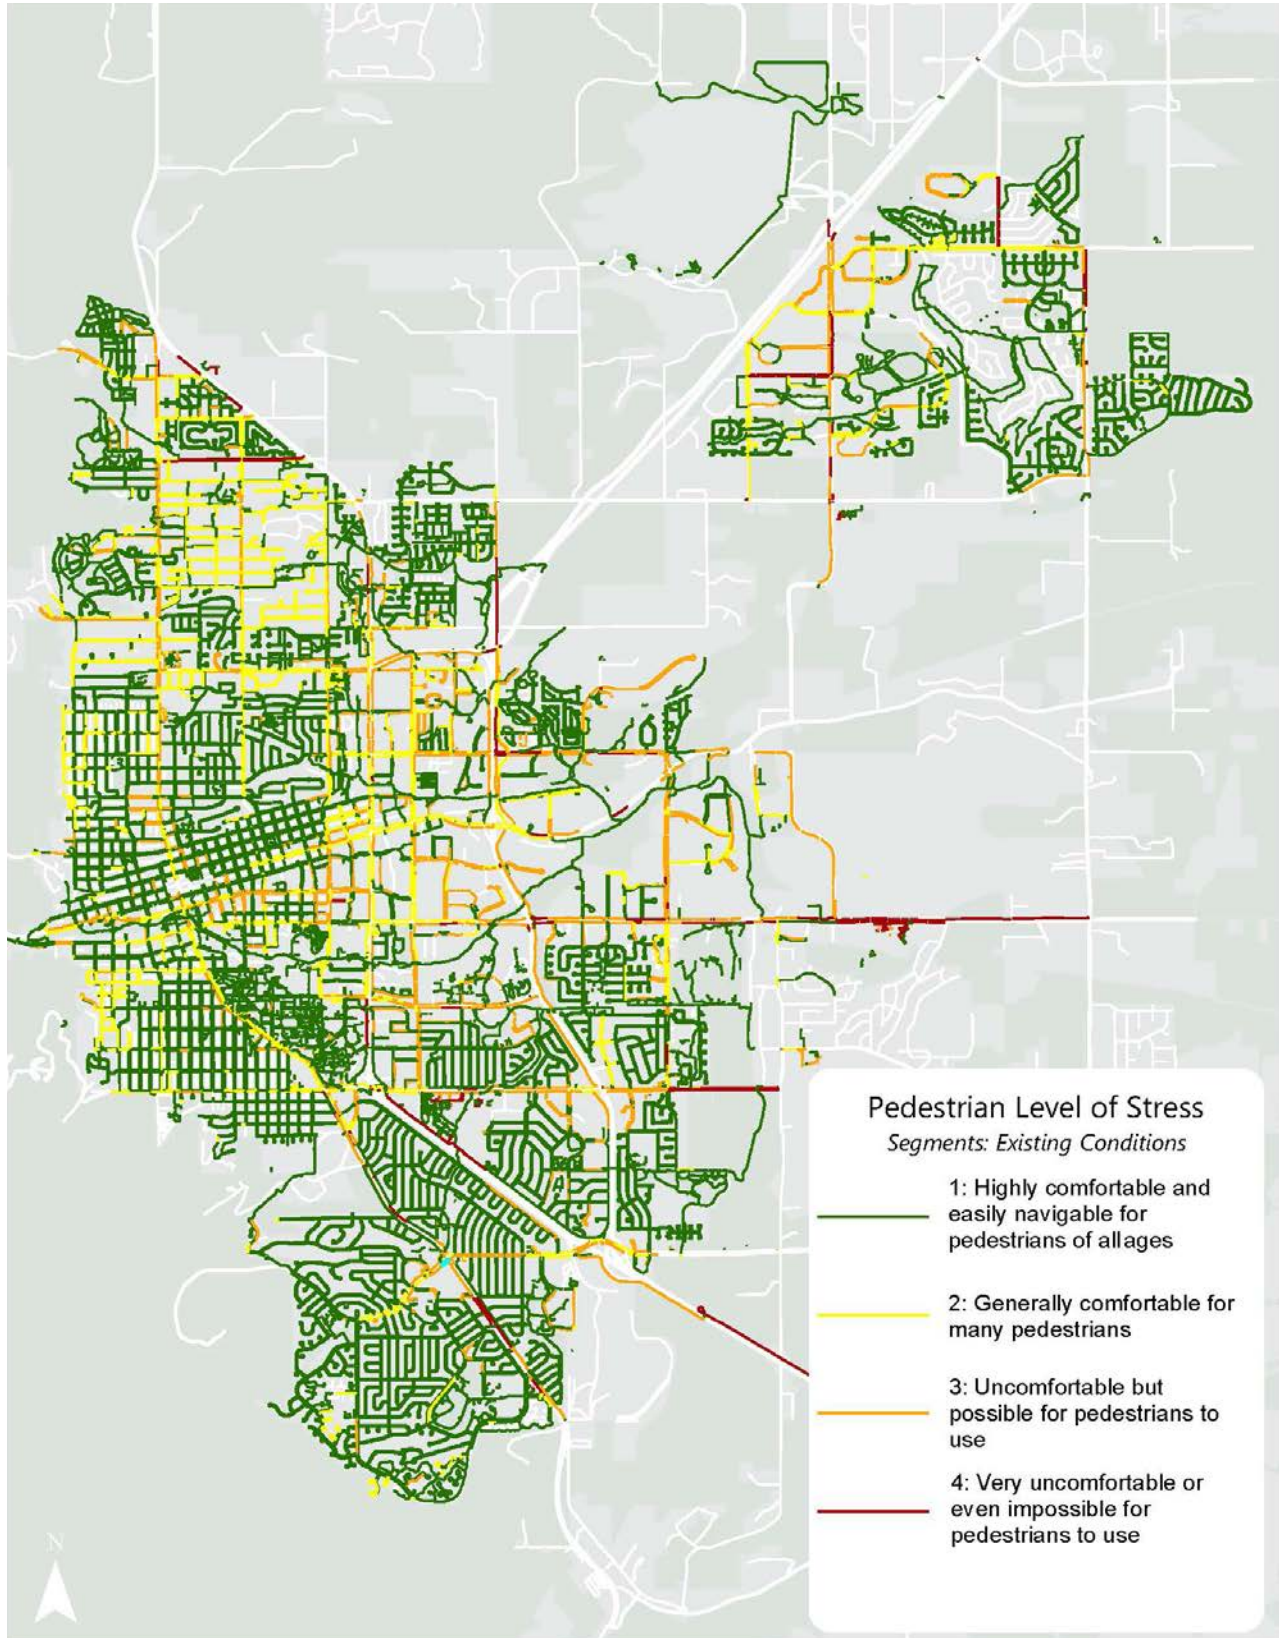 Pedestrian Level of Stress
Segments: Existing Conditions
1: Highly comfortable and
easily navigable for
pedestrians of all ages
2: Generally comfortable for
many pedestrians
3: Uncomfortable but
possible for pedestrians to
use
4: Very uncomfortable or
even impossible for
pedestrians to use
N